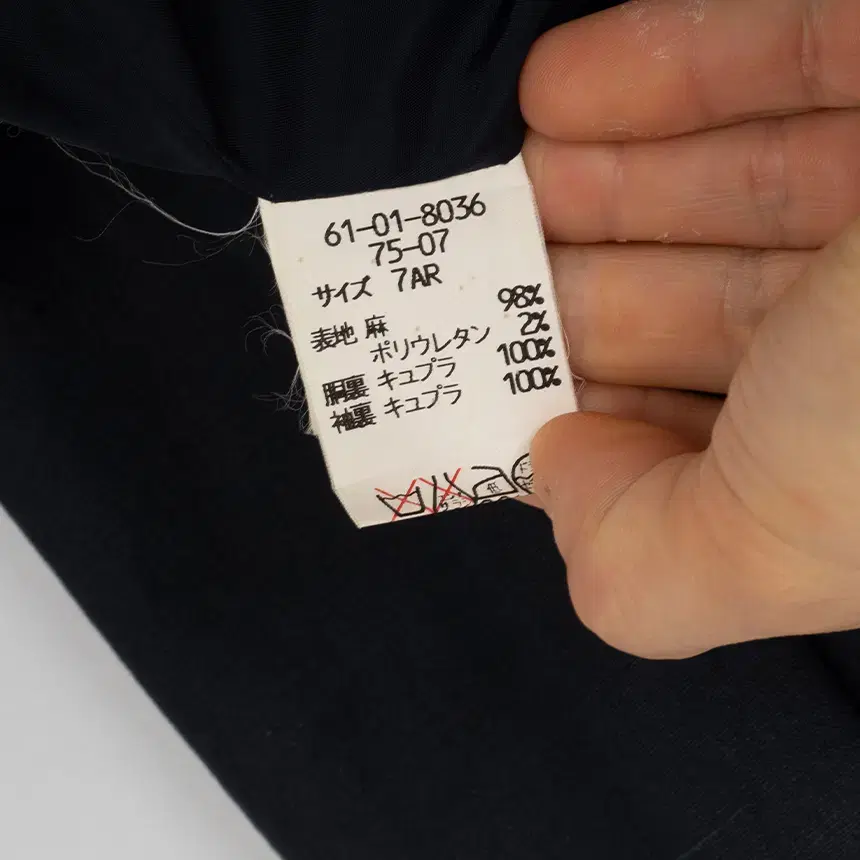 61-01-8036
75-07
サイズ 7AR
表地 麻 98%
ポリウレタン 2%
胴裏 キュプラ 100%
袖裏 キュプラ 100%
低